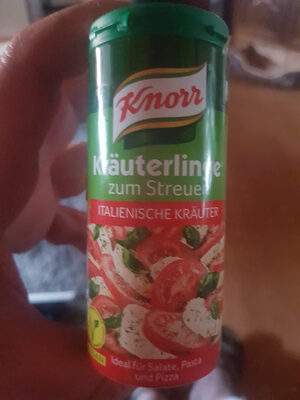 Knorr
Kräuterlinge
zum Streuen
ITALIENISCHE KRÄUTER
Ideal für Salate, Pasta
und Pizza